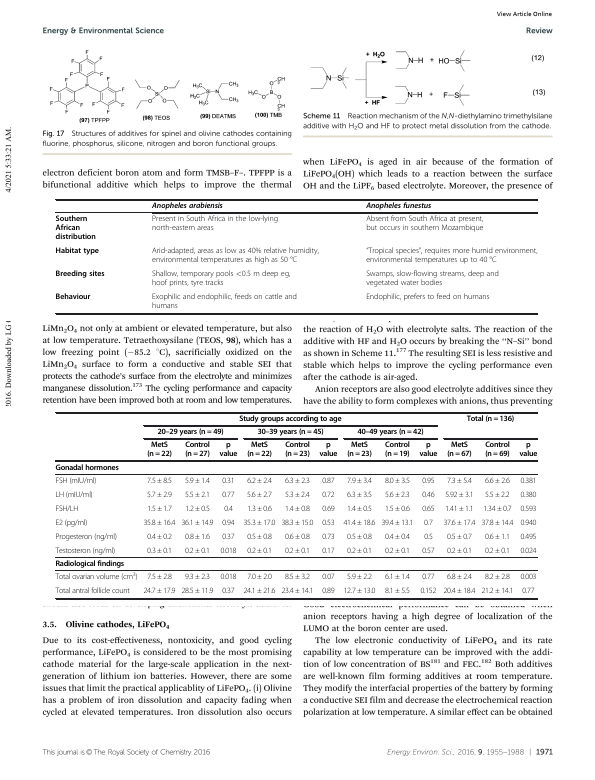 View Article Online
Energy & Environmental Science
Review
(97) TPFPP
(98) TEOS
(99) DEATMS
(100) TMB
Fig. 17 Structures of additives for spinel and olivine cathodes containing
fluorine, phosphorus, silicone, nitrogen and boron functional groups.
+ H₂O
(12)
+ HF
(13)
Scheme 11 Reaction mechanism of the N,N-diethylamino trimethylsilane
additive with H₂O and HF to protect metal dissolution from the cathode.
electron deficient boron atom and form TMSB–F–. TPFPP is a
bifunctional additive which helps to improve the thermal
when LiFePO₄ is aged in air because of the formation of
LiFePO₄(OH) which leads to a reaction between the surface
OH and the LiPF₆ based electrolyte. Moreover, the presence of
Anopheles arabiensis Anopheles funestus
Southern Present in South Africa in the low-lying Absent from South Africa at present,
African north-eastern areas but occurs in southern Mozambique
distribution
Habitat type Arid-adapted, areas as low as 40% relative humidity, "Tropical species", requires more humid environment,
environmental temperatures as high as 50 °C environmental temperatures up to 40 °C
Breeding sites Shallow, temporary pools <0.5 m deep eg, Swamps, slow-flowing streams, deep and
hoof prints, tyre tracks vegetated water bodies
Behaviour Exophilic and endophilic, feeds on cattle and Endophilic, prefers to feed on humans
humans
LiMn₂O₄ not only at ambient or elevated temperature, but also
at low temperature. Tetraethoxysilane (TEOS, 98), which has a
low freezing point (−85.2 °C), sacrificially oxidized on the
LiMn₂O₄ surface to form a conductive and stable SEI that
protects the cathode's surface from the electrolyte and minimizes
manganese dissolution.¹⁷³ The cycling performance and capacity
retention have been improved both at room and low temperatures.
the reaction of H₂O with electrolyte salts. The reaction of the
additive with HF and H₂O occurs by breaking the "N–Si" bond
as shown in Scheme 11.¹⁷⁷ The resulting SEI is less resistive and
stable which helps to improve the cycling performance even
after the cathode is air-aged.
Anion receptors are also good electrolyte additives since they
have the ability to form complexes with anions, thus preventing
Study groups according to age Total (n = 136)
20–29 years (n = 49) 30–39 years (n = 45) 40–49 years (n = 42)
MetS Control p MetS Control p MetS Control p MetS Control p
(n = 22) (n = 27) value (n = 22) (n = 23) value (n = 23) (n = 19) value (n = 67) (n = 69) value
Gonadal hormones
FSH (mIU/ml) 7.5 ± 8.5 5.9 ± 1.4 0.31 6.2 ± 2.4 6.3 ± 2.3 0.87 7.9 ± 3.4 8.0 ± 3.5 0.95 7.3 ± 5.4 6.6 ± 2.6 0.381
LH (mIU/ml) 5.7 ± 2.9 5.5 ± 2.1 0.77 5.6 ± 2.7 5.3 ± 2.4 0.72 6.3 ± 3.5 5.6 ± 2.3 0.46 5.92 ± 3.1 5.5 ± 2.2 0.380
FSH/LH 1.5 ± 1.7 1.2 ± 0.5 0.4 1.3 ± 0.6 1.4 ± 0.8 0.69 1.4 ± 0.5 1.5 ± 0.6 0.65 1.41 ± 1.1 1.34 ± 0.7 0.593
E2 (pg/ml) 35.8 ± 16.4 36.1 ± 14.9 0.94 35.3 ± 17.0 38.3 ± 15.0 0.53 41.4 ± 18.6 39.4 ± 13.1 0.7 37.6 ± 17.4 37.8 ± 14.4 0.940
Progesteron (ng/ml) 0.4 ± 0.2 0.8 ± 1.6 0.37 0.5 ± 0.8 0.6 ± 0.8 0.73 0.5 ± 0.8 0.4 ± 0.4 0.5 0.5 ± 0.7 0.6 ± 1.1 0.495
Testosteron (ng/ml) 0.3 ± 0.1 0.2 ± 0.1 0.018 0.2 ± 0.1 0.2 ± 0.1 0.17 0.2 ± 0.1 0.2 ± 0.1 0.57 0.2 ± 0.1 0.2 ± 0.1 0.024
Radiological findings
Total ovarian volume (cm³) 7.5 ± 2.8 9.3 ± 2.3 0.018 7.0 ± 2.0 8.5 ± 3.2 0.07 5.9 ± 2.2 6.1 ± 1.4 0.77 6.8 ± 2.4 8.2 ± 2.8 0.003
Total antral follicule count 24.7 ± 17.9 28.5 ± 11.9 0.37 24.1 ± 21.6 23.4 ± 14.1 0.89 12.7 ± 13.0 8.1 ± 5.5 0.152 20.4 ± 18.4 21.2 ± 14.1 0.77
3.5. Olivine cathodes, LiFePO₄
Due to its cost-effectiveness, nontoxicity, and good cycling
performance, LiFePO₄ is considered to be the most promising
cathode material for the large-scale application in the next-
generation of lithium ion batteries. However, there are some
issues that limit the practical applicablity of LiFePO₄. (i) Olivine
has a problem of iron dissolution and capacity fading when
cycled at elevated temperatures. Iron dissolution also occurs
anion receptors having a high degree of localization of the
LUMO at the boron center are used.
The low electronic conductivity of LiFePO₄ and its rate
capability at low temperature can be improved with the addi-
tion of low concentration of BS¹⁸¹ and FEC.¹⁸² Both additives
are well-known film forming additives at room temperature.
They modify the interfacial properties of the battery by forming
a conductive SEI film and decrease the electrochemical reaction
polarization at low temperature. A similar effect can be obtained
This journal is © The Royal Society of Chemistry 2016
Energy Environ. Sci., 2016, 9, 1955–1988 | 1971